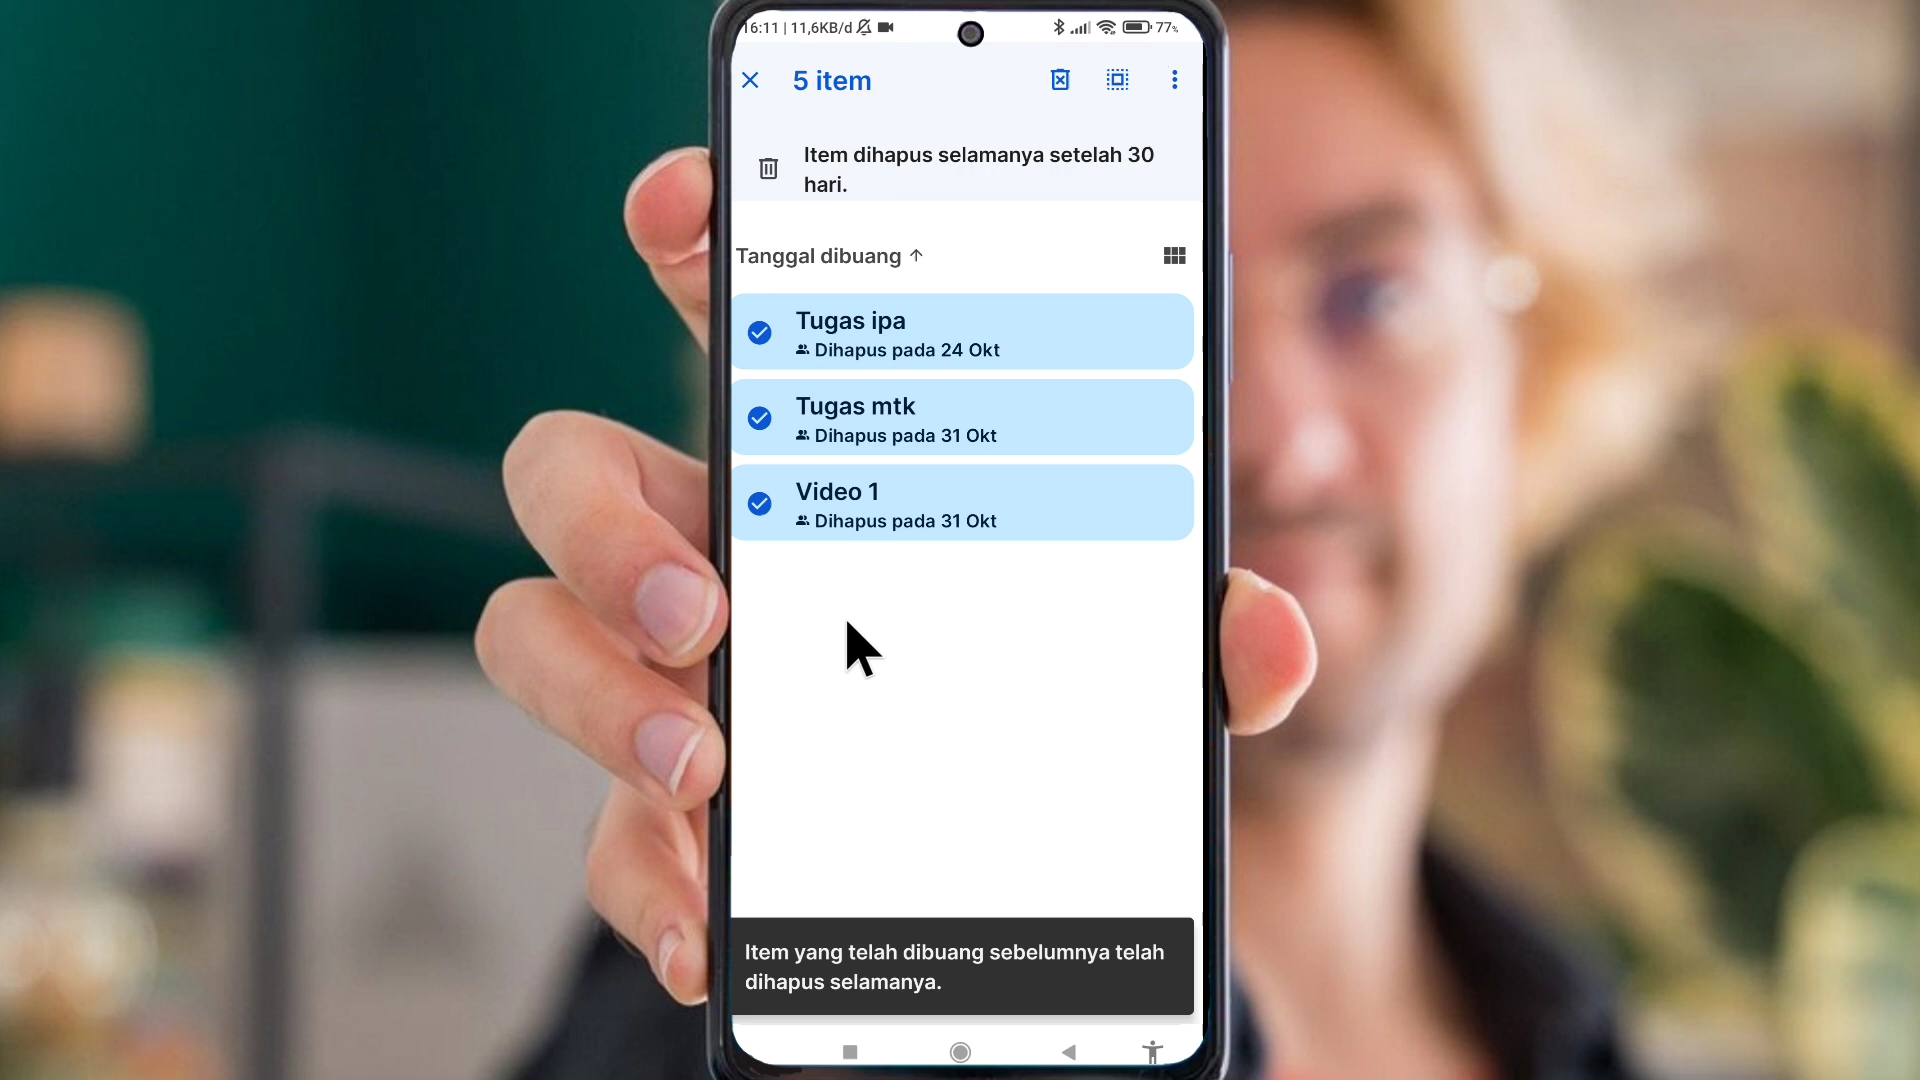 16:11 | 11,6KB/d
77%
5 item
Item dihapus selamanya setelah 30
hari.
Tanggal dibuang ↑
Tugas ipa
Dihapus pada 24 Okt
Tugas mtk
Dihapus pada 31 Okt
Video 1
Dihapus pada 31 Okt
Item yang telah dibuang sebelumnya telah
dihapus selamanya.